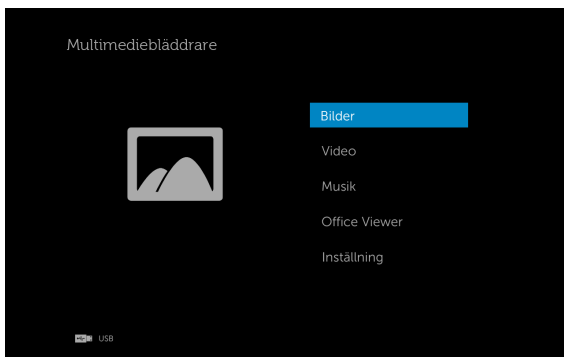 Multimediebläddrare
Bilder
Video
Musik
Office Viewer
Inställning
USB